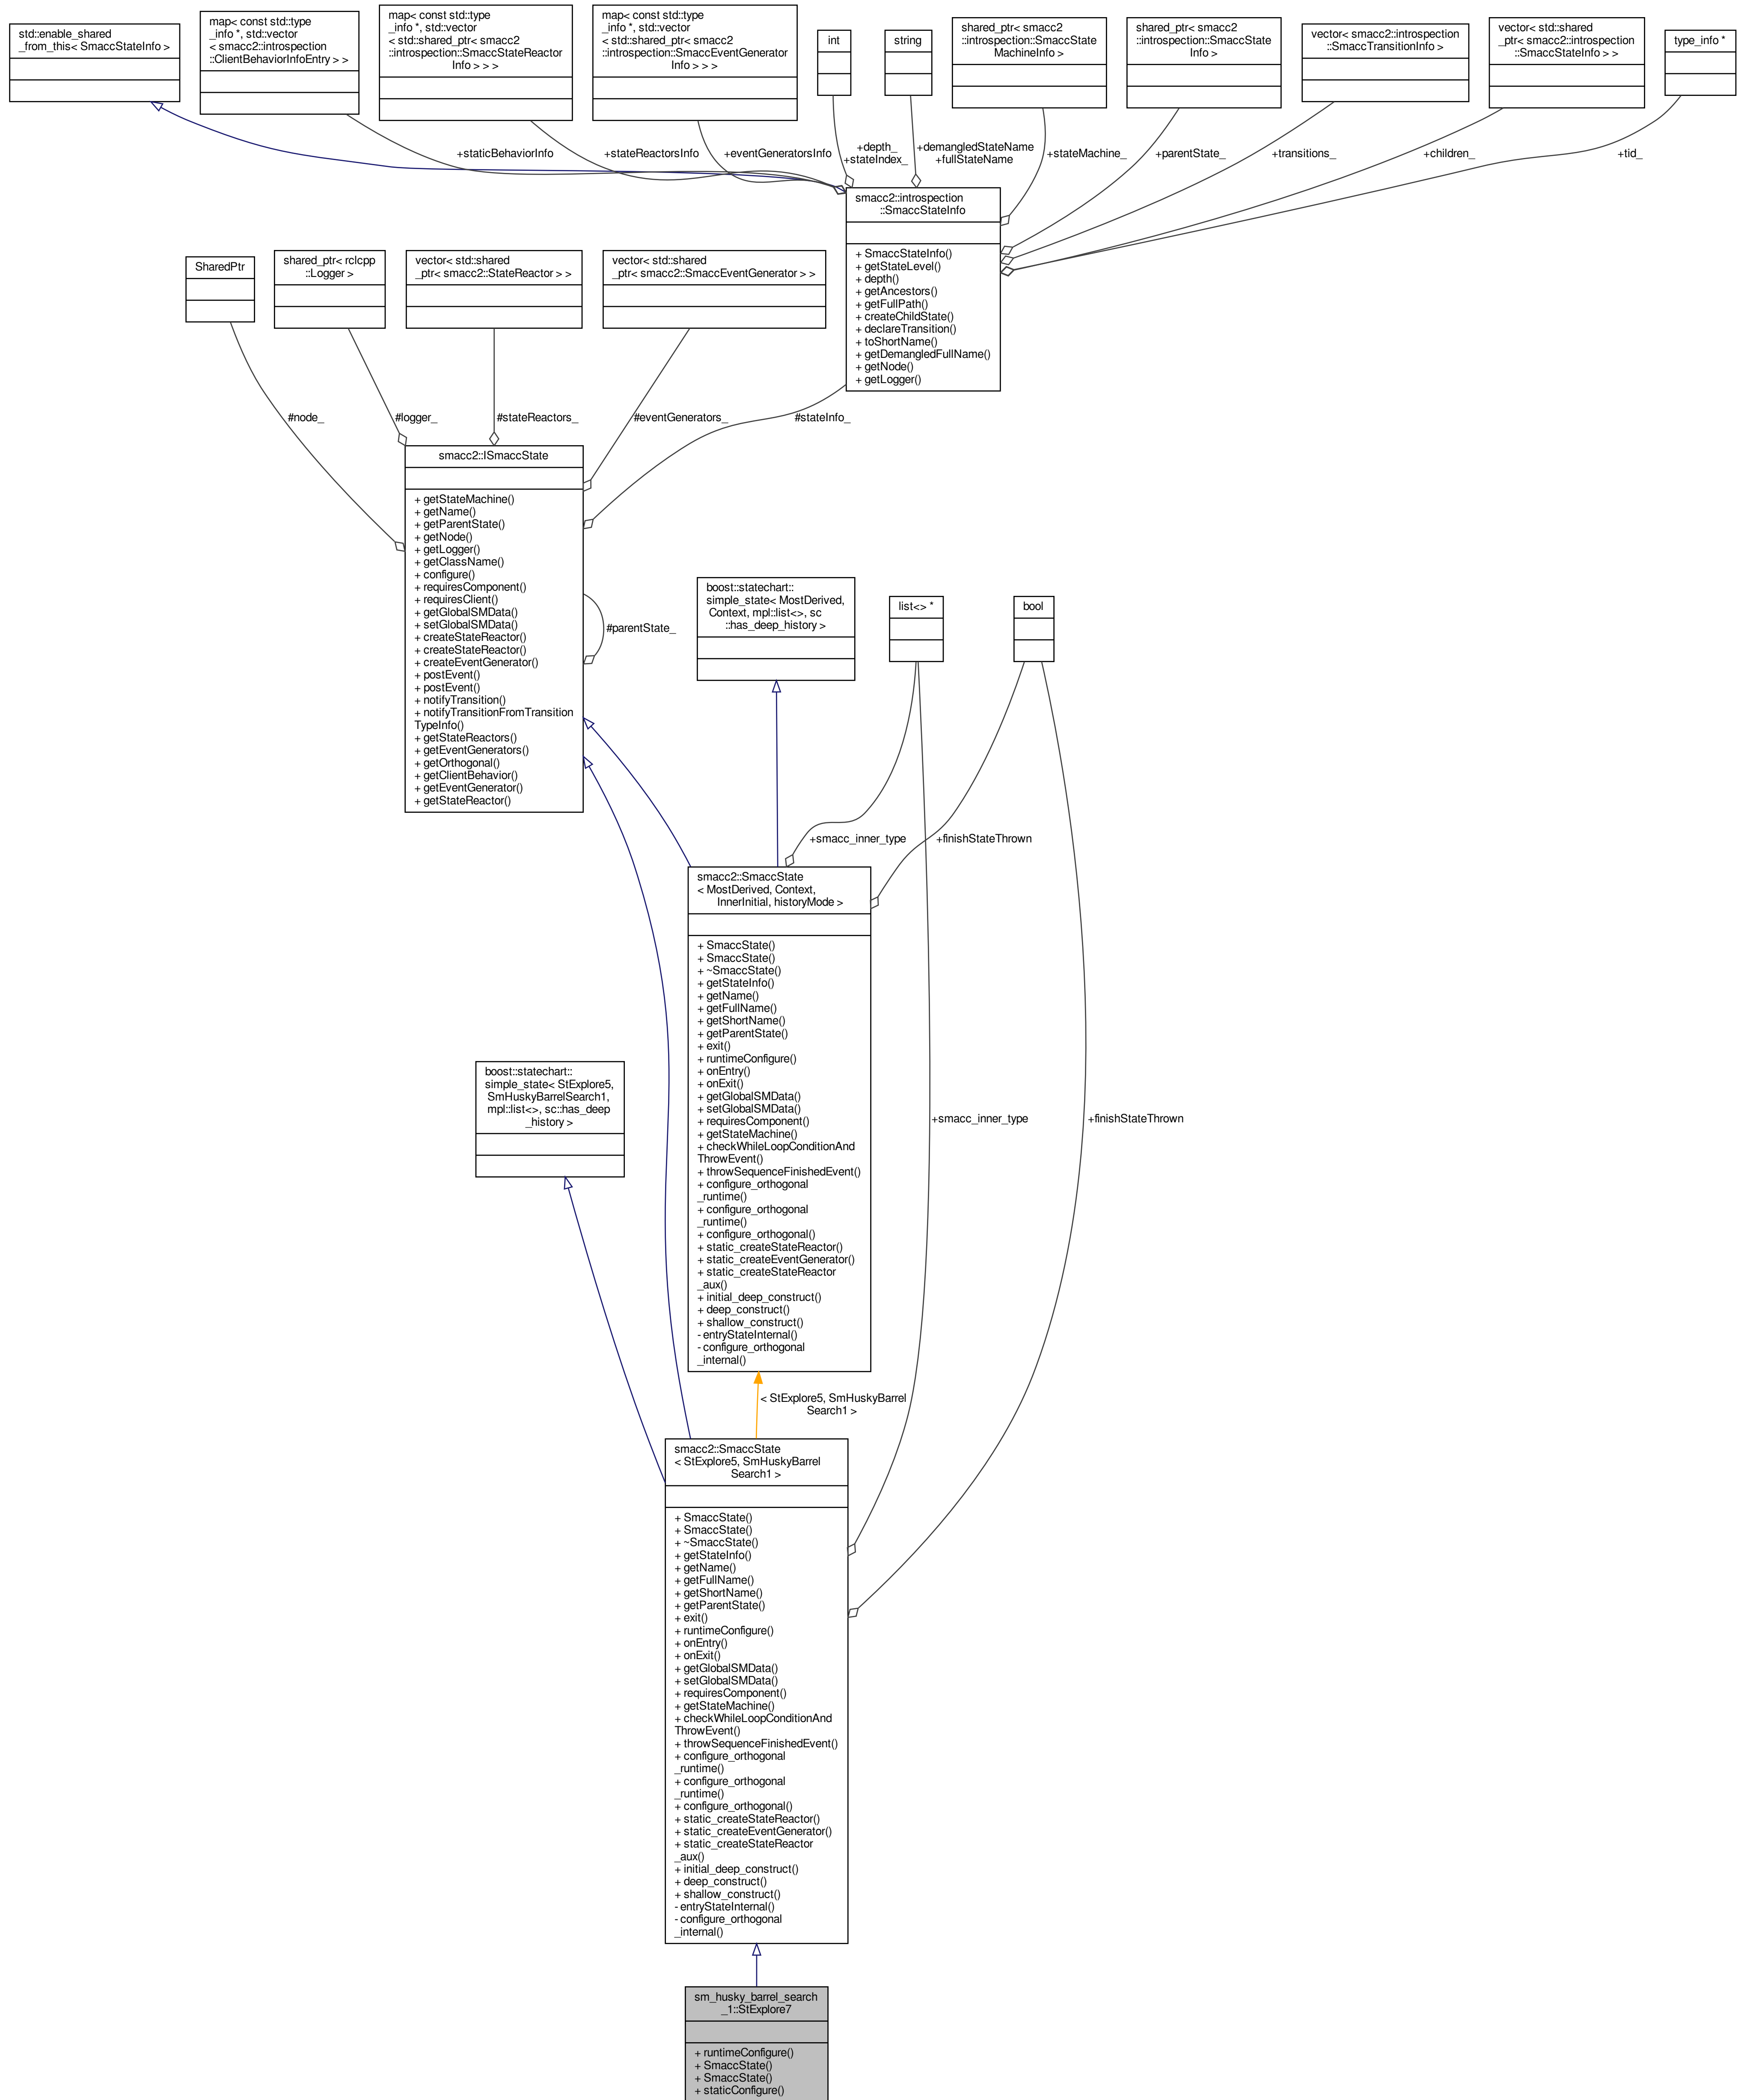 std::enable_shared
_from_this< SmaccStateInfo >
map< const std::type
_info *, std::vector
< smacc2::introspection
::ClientBehaviorInfoEntry > >
map< const std::type
_info *, std::vector
< std::shared_ptr< smacc2
::introspection::SmaccStateReactor
Info > > >
map< const std::type
_info *, std::vector
< std::shared_ptr< smacc2
::introspection::SmaccEventGenerator
Info > > >
int
string
shared_ptr< smacc2
::introspection::SmaccState
MachineInfo >
shared_ptr< smacc2
::introspection::SmaccState
Info >
vector< smacc2::introspection
::SmaccTransitionInfo >
vector< std::shared
_ptr< smacc2::introspection
::SmaccStateInfo > >
type_info *
+staticBehaviorInfo
+stateReactorsInfo
+eventGeneratorsInfo
+depth_
+stateIndex_
+demangledStateName
+fullStateName
+stateMachine_
+parentState_
+transitions_
+children_
+tid_
smacc2::introspection
::SmaccStateInfo
+ SmaccStateInfo()
+ getStateLevel()
+ depth()
+ getAncestors()
+ getFullPath()
+ createChildState()
+ declareTransition()
+ toShortName()
+ getDemangledFullName()
+ getNode()
+ getLogger()
SharedPtr
shared_ptr< rclcpp
::Logger >
vector< std::shared
_ptr< smacc2::StateReactor > >
vector< std::shared
_ptr< smacc2::SmaccEventGenerator > >
#node_
#logger_
#stateReactors_
#eventGenerators_
#stateInfo_
smacc2::ISmaccState
+ getStateMachine()
+ getName()
+ getParentState()
+ getNode()
+ getLogger()
+ getClassName()
+ configure()
+ requiresComponent()
+ requiresClient()
+ getGlobalSMData()
+ setGlobalSMData()
+ createStateReactor()
+ createStateReactor()
+ createEventGenerator()
+ postEvent()
+ postEvent()
+ notifyTransition()
+ notifyTransitionFromTransition
TypeInfo()
+ getStateReactors()
+ getEventGenerators()
+ getOrthogonal()
+ getClientBehavior()
+ getEventGenerator()
+ getStateReactor()
#parentState_
boost::statechart::
simple_state< MostDerived,
Context, mpl::list<>, sc
::has_deep_history >
list<> *
bool
+smacc_inner_type
+finishStateThrown
smacc2::SmaccState
< MostDerived, Context,
InnerInitial, historyMode >
+ SmaccState()
+ SmaccState()
+ ~SmaccState()
+ getStateInfo()
+ getName()
+ getFullName()
+ getShortName()
+ getParentState()
+ exit()
+ runtimeConfigure()
+ onEntry()
+ onExit()
+ getGlobalSMData()
+ setGlobalSMData()
+ requiresComponent()
+ getStateMachine()
+ checkWhileLoopConditionAnd
ThrowEvent()
+ throwSequenceFinishedEvent()
+ configure_orthogonal
_runtime()
+ configure_orthogonal
_runtime()
+ configure_orthogonal()
+ static_createStateReactor()
+ static_createEventGenerator()
+ static_createStateReactor
_aux()
+ initial_deep_construct()
+ deep_construct()
+ shallow_construct()
- entryStateInternal()
- configure_orthogonal
_internal()
boost::statechart::
simple_state< StExplore5,
SmHuskyBarrelSearch1,
mpl::list<>, sc::has_deep
_history >
+smacc_inner_type
+finishStateThrown
< StExplore5, SmHuskyBarrel
Search1 >
smacc2::SmaccState
< StExplore5, SmHuskyBarrel
Search1 >
+ SmaccState()
+ SmaccState()
+ ~SmaccState()
+ getStateInfo()
+ getName()
+ getFullName()
+ getShortName()
+ getParentState()
+ exit()
+ runtimeConfigure()
+ onEntry()
+ onExit()
+ getGlobalSMData()
+ setGlobalSMData()
+ requiresComponent()
+ getStateMachine()
+ checkWhileLoopConditionAnd
ThrowEvent()
+ throwSequenceFinishedEvent()
+ configure_orthogonal
_runtime()
+ configure_orthogonal
_runtime()
+ configure_orthogonal()
+ static_createStateReactor()
+ static_createEventGenerator()
+ static_createStateReactor
_aux()
+ initial_deep_construct()
+ deep_construct()
+ shallow_construct()
- entryStateInternal()
- configure_orthogonal
_internal()
sm_husky_barrel_search
_1::StExplore7
+ runtimeConfigure()
+ SmaccState()
+ SmaccState()
+ staticConfigure()